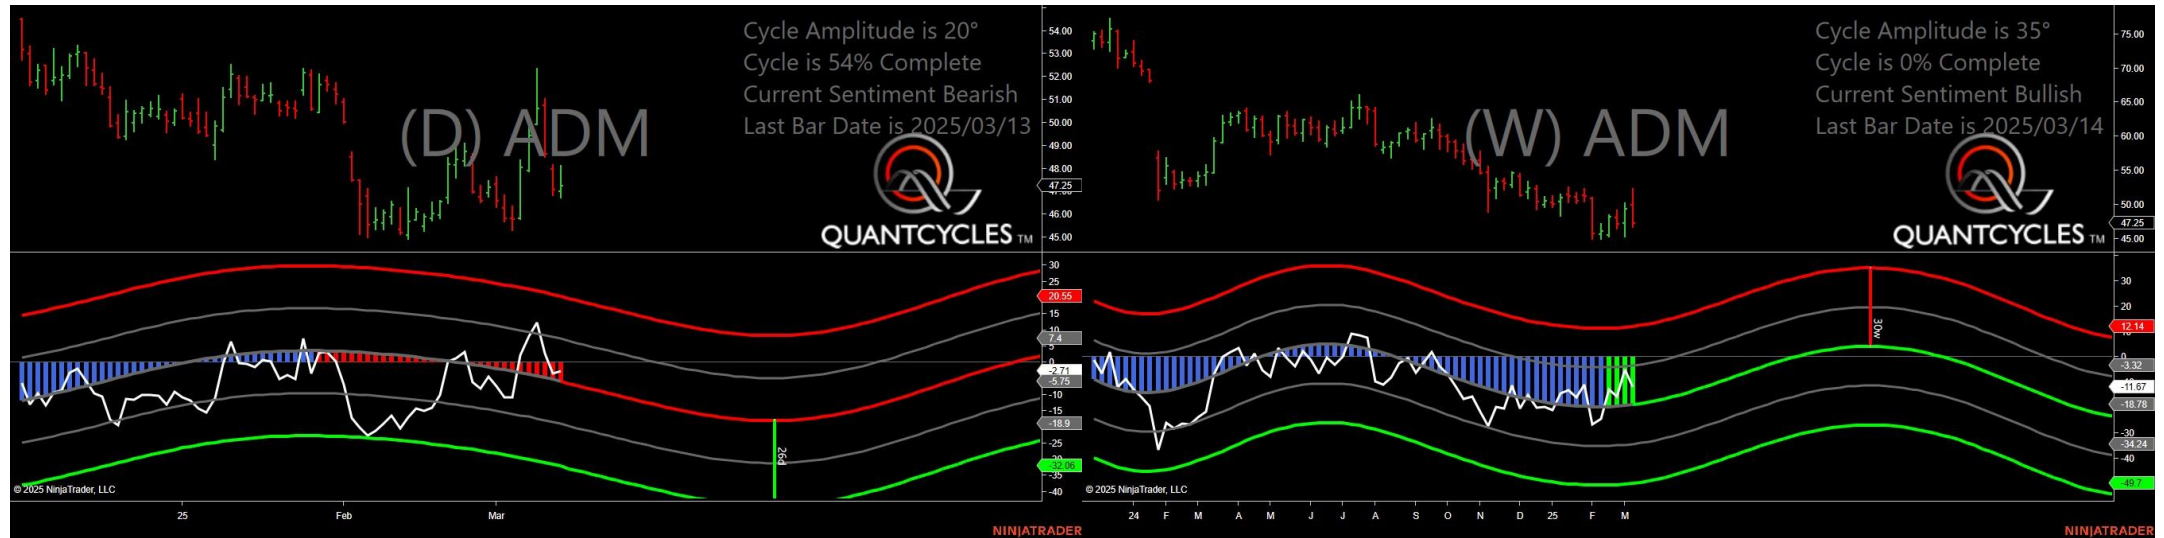 Cycle Amplitude is 20°
Cycle is 54% Complete
Current Sentiment Bearish
Last Bar Date is 2025/03/13
(D) ADM
QUANTCYCLES TM
54.00
53.00
52.00
51.00
50.00
49.00
48.00
47.25
46.00
45.00
30
25
20.55
15
10
7.4
5
0
-2.71
-5.75
-10
-15
-18.9
-25
-32.06
-35
-40
26d
© 2025 NinjaTrader, LLC
25 Feb Mar
NINJATRADER
Cycle Amplitude is 35°
Cycle is 0% Complete
Current Sentiment Bullish
Last Bar Date is 2025/03/14
(W) ADM
QUANTCYCLES TM
75.00
70.00
65.00
60.00
55.00
50.00
47.25
45.00
30
20
12.14
0
-3.32
-11.67
-18.78
-30
-34.24
-40
-49.7
30w
© 2025 NinjaTrader, LLC
24 F M A M J J A S O N D 25 F M
NINJATRADER